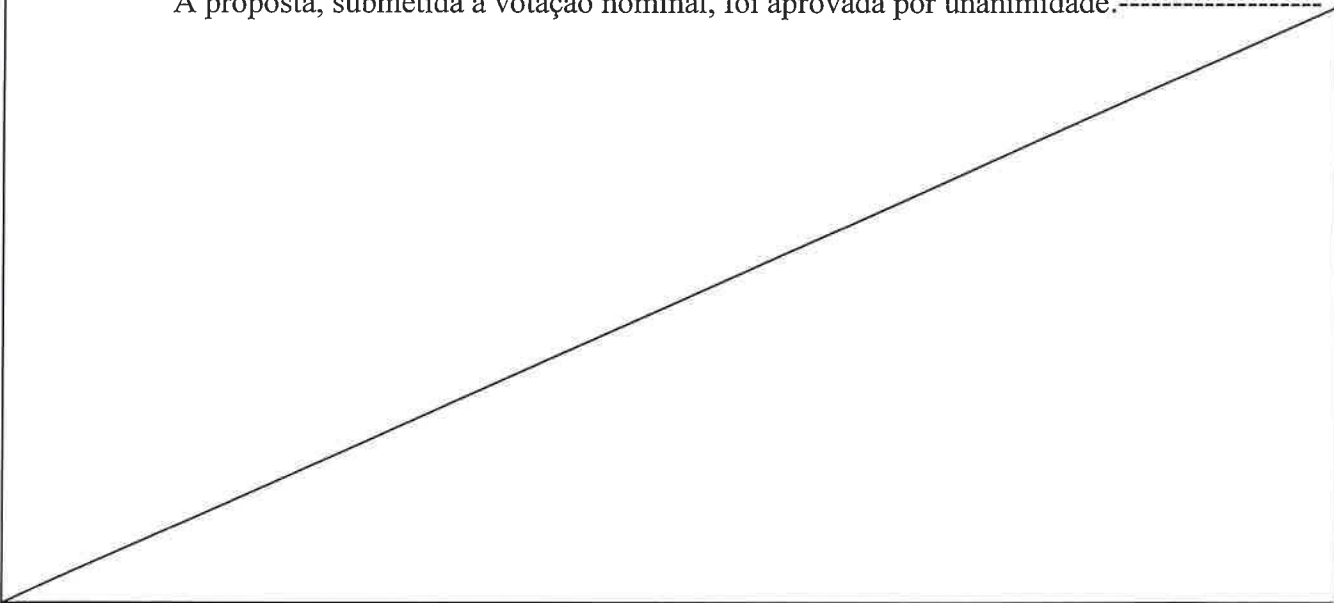 A proposta, submetida a votação nominal, foi aprovada por unanimidade.-------------------